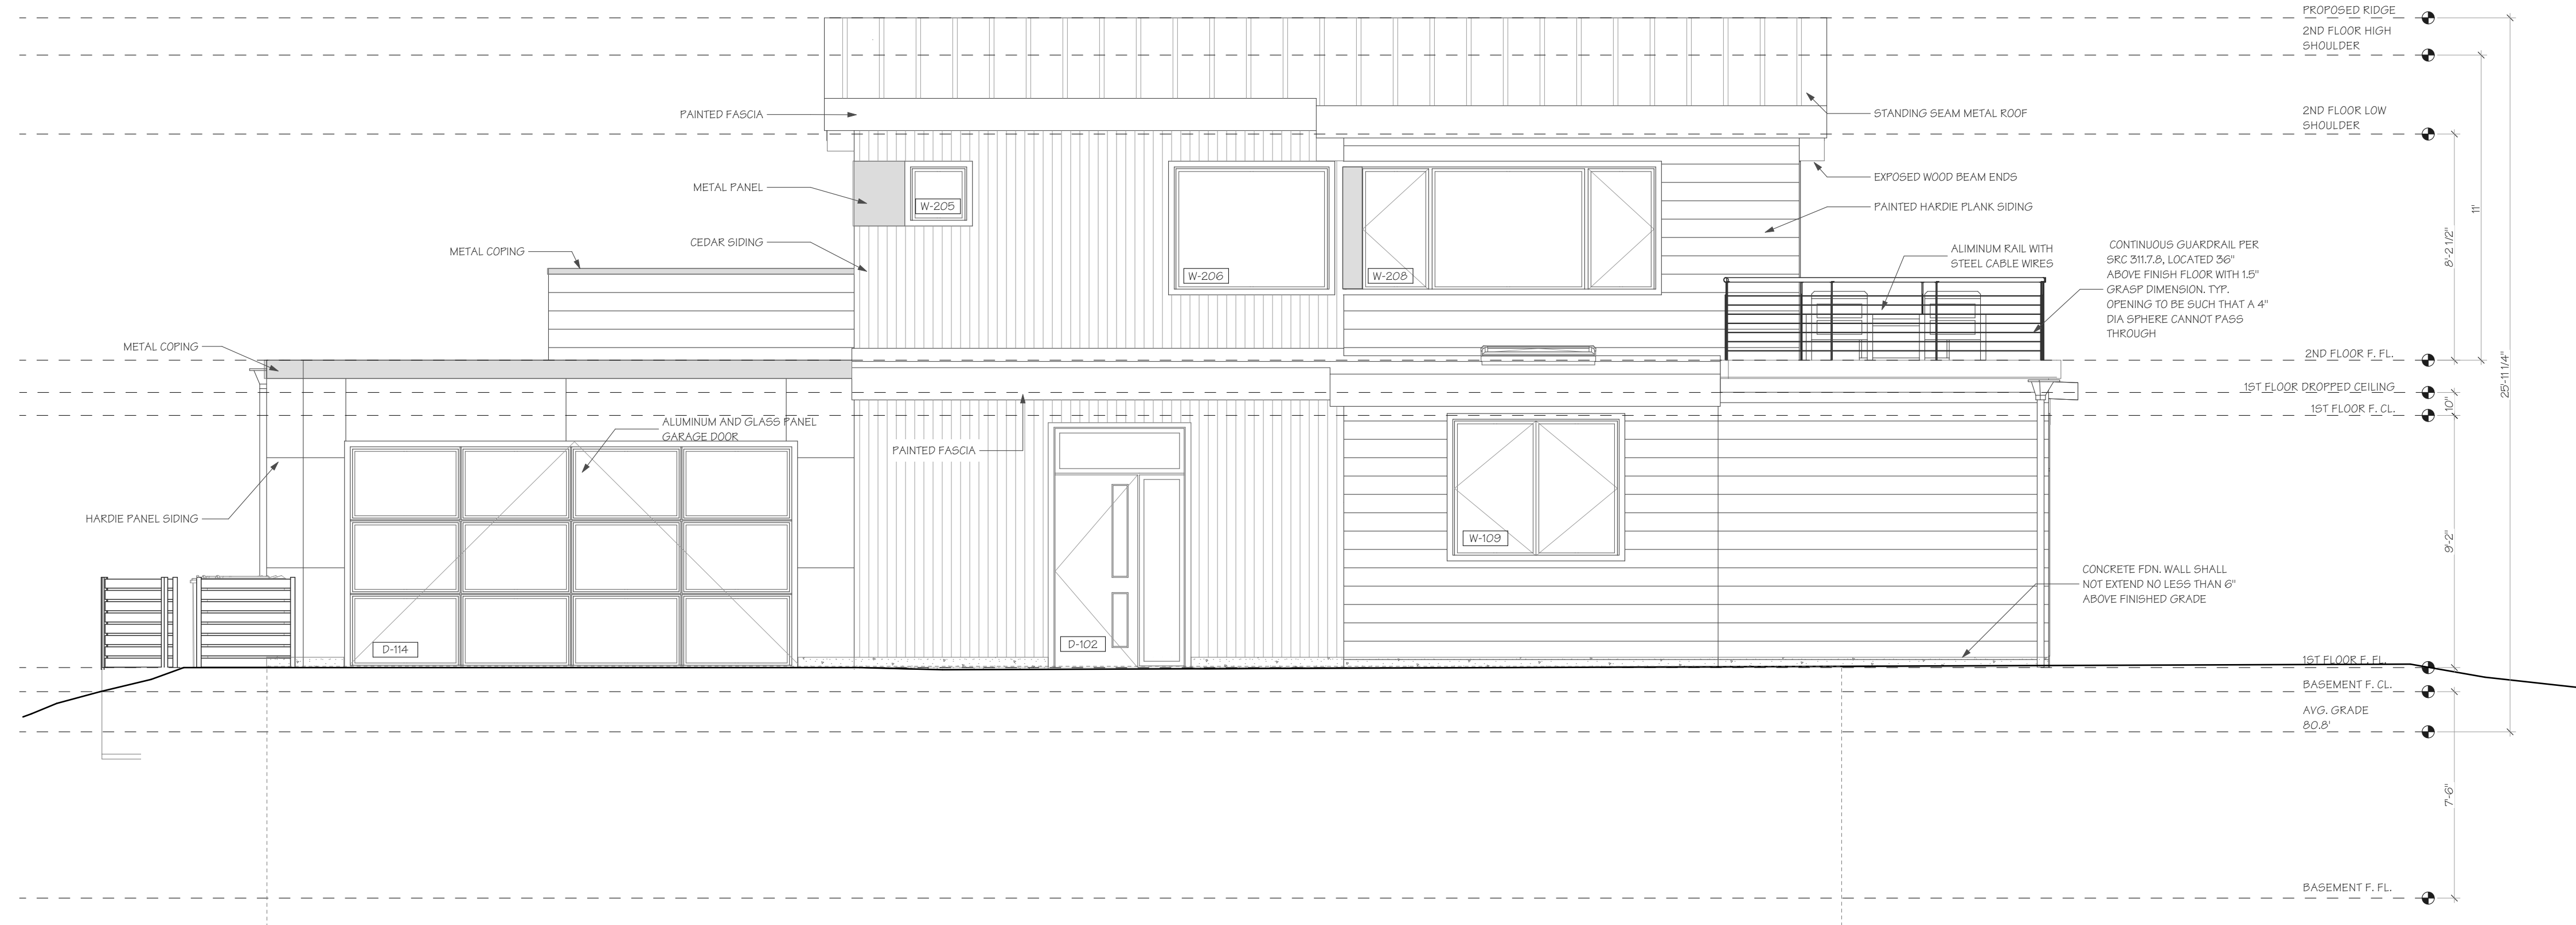 PROPOSED RIDGE
2ND FLOOR HIGH
SHOULDER
PAINTED FASCIA
STANDING SEAM METAL ROOF
2ND FLOOR LOW
SHOULDER
METAL PANEL
EXPOSED WOOD BEAM ENDS
W-205
PAINTED HARDIE PLANK SIDING
11'
CEDAR SIDING
METAL COPING
W-206
W-208
ALIMINUM RAIL WITH
STEEL CABLE WIRES
CONTINUOUS GUARDRAIL PER
SRC 311.7.8, LOCATED 36"
ABOVE FINISH FLOOR WITH 1.5"
GRASP DIMENSION. TYP.
OPENING TO BE SUCH THAT A 4"
DIA SPHERE CANNOT PASS
THROUGH
8'-2 1/2"
METAL COPING
2ND FLOOR F. FL.
25'-11 1/4"
1ST FLOOR DROPPED CEILING
10"
1ST FLOOR F. CL.
ALUMINUM AND GLASS PANEL
GARAGE DOOR
PAINTED FASCIA
HARDIE PANEL SIDING
W-109
9'-2"
CONCRETE FDN. WALL SHALL
NOT EXTEND NO LESS THAN 6"
ABOVE FINISHED GRADE
D-114
D-102
1ST FLOOR F. FL.
BASEMENT F. CL.
AVG. GRADE
80.8'
7'-6"
BASEMENT F. FL.